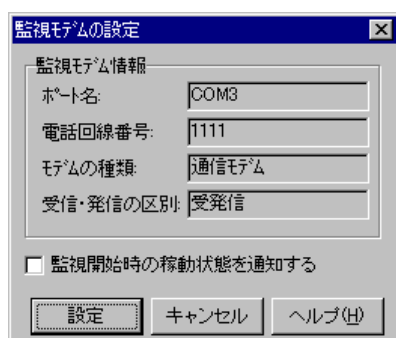 監視ﾓﾃﾞﾑの設定
監視ﾓﾃﾞﾑ情報
ﾎﾟｰﾄ名: COM3
電話回線番号: 1111
ﾓﾃﾞﾑの種類: 通信ﾓﾃﾞﾑ
受信・発信の区別: 受発信
監視開始時の稼動状態を通知する
設定 キャンセル ヘルプ(H)